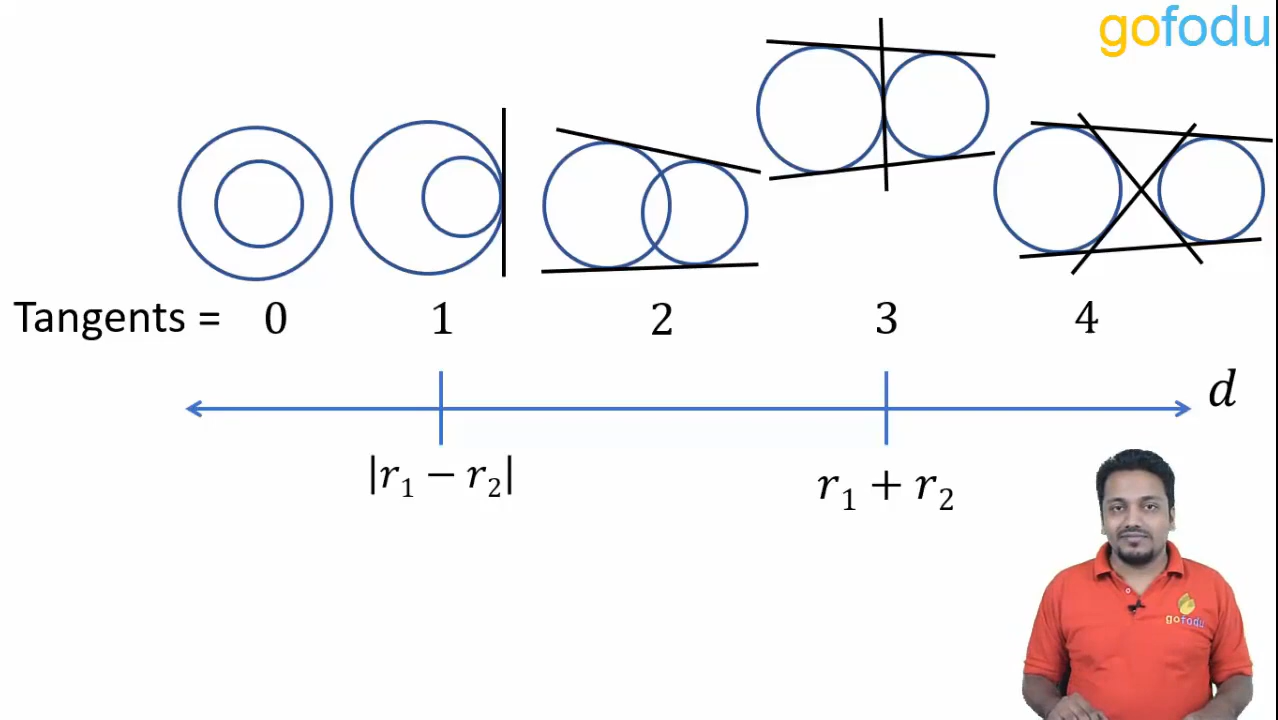 gofodu
Tangents = 0 1 2 3 4
d
|r₁ − r₂|
r₁ + r₂
gofodu